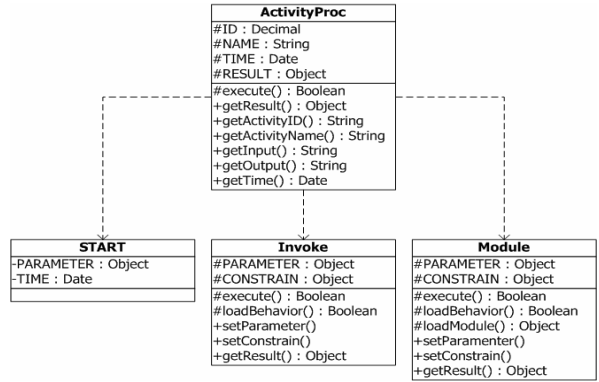 ActivityProc
#ID : Decimal
#NAME : String
#TIME : Date
#RESULT : Object
#execute() : Boolean
+getResult() : Object
+getActivityID() : String
+getActivityName() : String
+getInput() : String
+getOutput() : String
+getTime() : Date
START
-PARAMETER : Object
-TIME : Date
Invoke
#PARAMETER : Object
#CONSTRAIN : Object
#execute() : Boolean
#loadBehavior() : Boolean
+setParameter()
+setConstrain()
+getResult() : Object
Module
#PARAMETER : Object
#CONSTRAIN : Object
#execute() : Boolean
#loadBehavior() : Boolean
#loadModule() : Object
+setParamenter()
+setConstrain()
+getResult() : Object